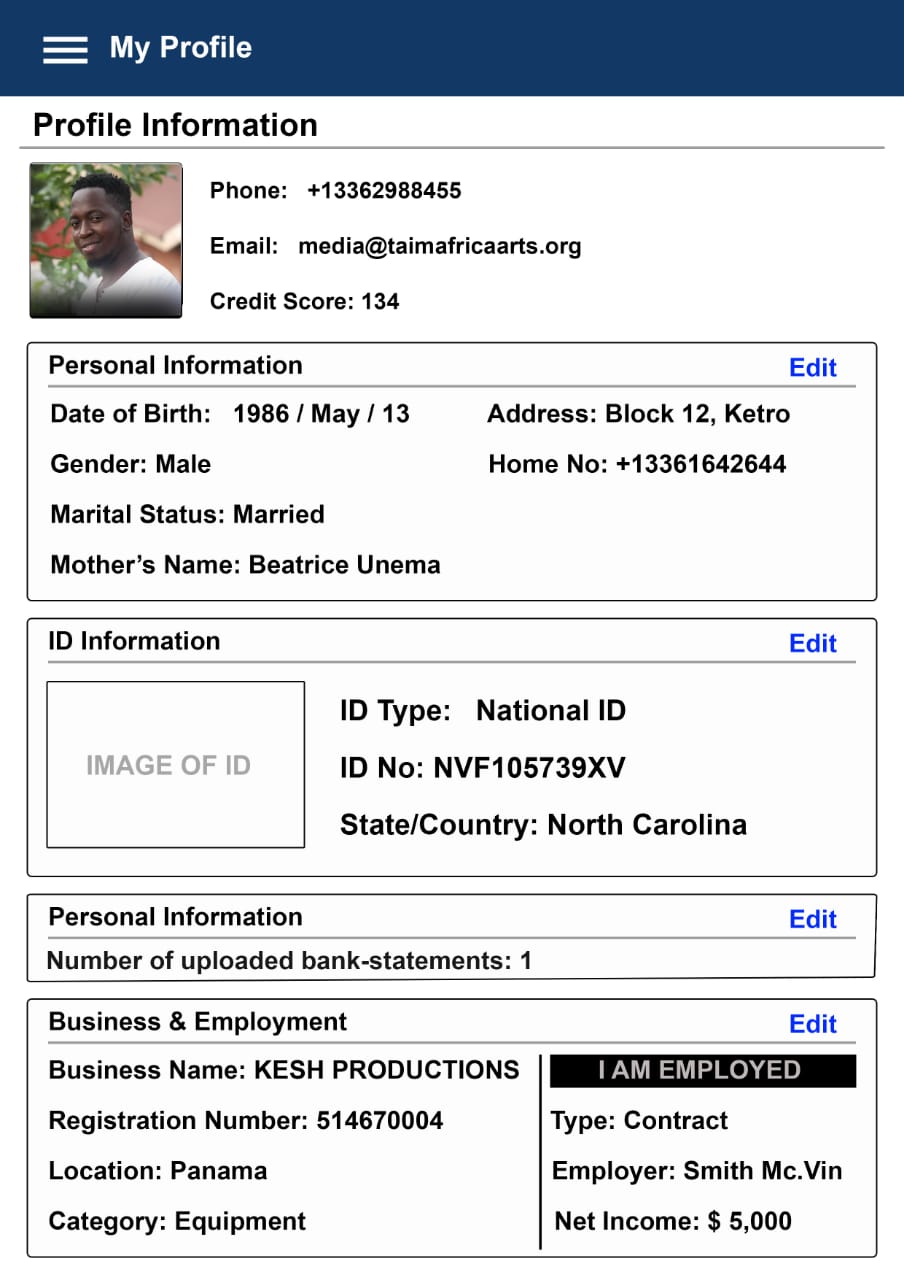 My Profile
Profile Information
Phone: +13362988455
Email: media@taimafricaarts.org
Credit Score: 134
Personal Information Edit
Date of Birth: 1986 / May / 13 Address: Block 12, Ketro
Gender: Male Home No: +13361642644
Marital Status: Married
Mother’s Name: Beatrice Unema
ID Information Edit
IMAGE OF ID
ID Type: National ID
ID No: NVF105739XV
State/Country: North Carolina
Personal Information Edit
Number of uploaded bank-statements: 1
Business & Employment Edit
Business Name: KESH PRODUCTIONS
Registration Number: 514670004
Location: Panama
Category: Equipment
I AM EMPLOYED
Type: Contract
Employer: Smith Mc.Vin
Net Income: $ 5,000